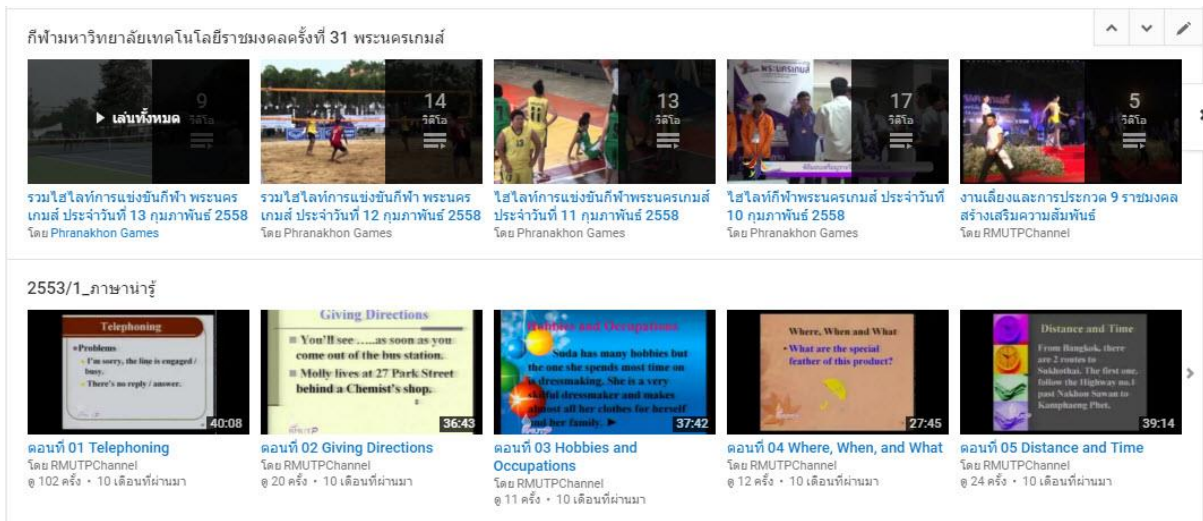 กีฬามหาวิทยาลัยเทคโนโลยีราชมงคลครั้งที่ 31 พระนครเกมส์
9
วิดีโอ
เล่นทั้งหมด
14
วิดีโอ
13
วิดีโอ
พระนครเกมส์
17
วิดีโอ
5
วิดีโอ
รวมไฮไลท์การแข่งขันกีฬา พระนคร
เกมส์ ประจำวันที่ 13 กุมภาพันธ์ 2558
โดย Phranakhon Games
รวมไฮไลท์การแข่งขันกีฬา พระนคร
เกมส์ ประจำวันที่ 12 กุมภาพันธ์ 2558
โดย Phranakhon Games
ไฮไลท์การแข่งขันกีฬาพระนครเกมส์
ประจำวันที่ 11 กุมภาพันธ์ 2558
โดย Phranakhon Games
ไฮไลท์กีฬาพระนครเกมส์ ประจำวันที่
10 กุมภาพันธ์ 2558
โดย Phranakhon Games
งานเลี้ยงและการประกวด 9 ราชมงคล
สร้างเสริมความสัมพันธ์
โดย RMUTPChannel
2553/1_ภาษาน่ารู้
Telephoning
Problems
I'm sorry, the line is engaged /
busy.
There's no reply / answer.
40:08
Giving Directions
You'll see .....as soon as you
come out of the bus station.
Molly lives at 27 Park Street
behind a Chemist's shop.
36:43
Hobbies and Occupations
Suda has many hobbies but
the one she spends most time on
is dressmaking. She is a very
skilful dressmaker and makes
almost all her clothes for herself
and her family.
37:42
Where, When and What
What are the special
feather of this product?
27:45
Distance and Time
From Bangkok, there
are 2 routes to
Sukhothai. The first one,
follow the Highway no.1
past Nakhon Sawan to
Kamphaeng Phet.
39:14
ตอนที่ 01 Telephoning
โดย RMUTPChannel
ดู 102 ครั้ง • 10 เดือนที่ผ่านมา
ตอนที่ 02 Giving Directions
โดย RMUTPChannel
ดู 20 ครั้ง • 10 เดือนที่ผ่านมา
ตอนที่ 03 Hobbies and
Occupations
โดย RMUTPChannel
ดู 11 ครั้ง • 10 เดือนที่ผ่านมา
ตอนที่ 04 Where, When, and What
โดย RMUTPChannel
ดู 12 ครั้ง • 10 เดือนที่ผ่านมา
ตอนที่ 05 Distance and Time
โดย RMUTPChannel
ดู 24 ครั้ง • 10 เดือนที่ผ่านมา